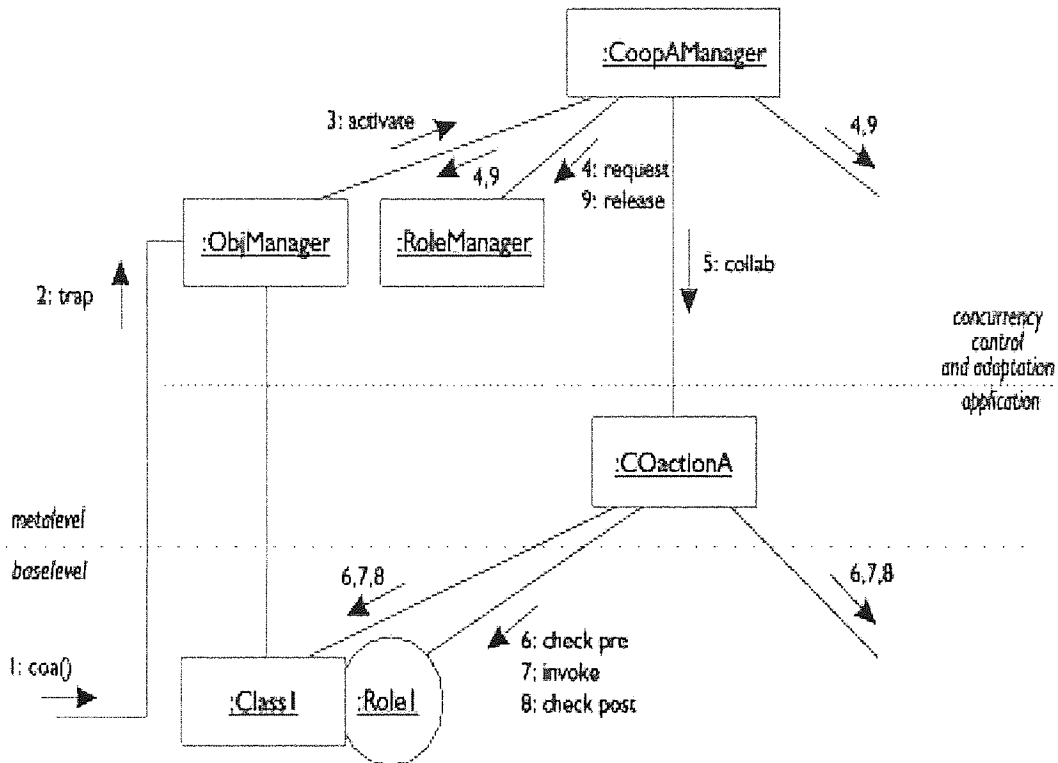 :CoopAManager
3: activate
4,9
4,9
4: request
9: release
:ObjManager
:RoleManager
2: trap
5: collab
concurrency
control
and adaptation
application
:COactionA
metalevel
baselevel
6,7,8
6,7,8
1: coa()
6: check pre
7: invoke
8: check post
:Class1
:Role1